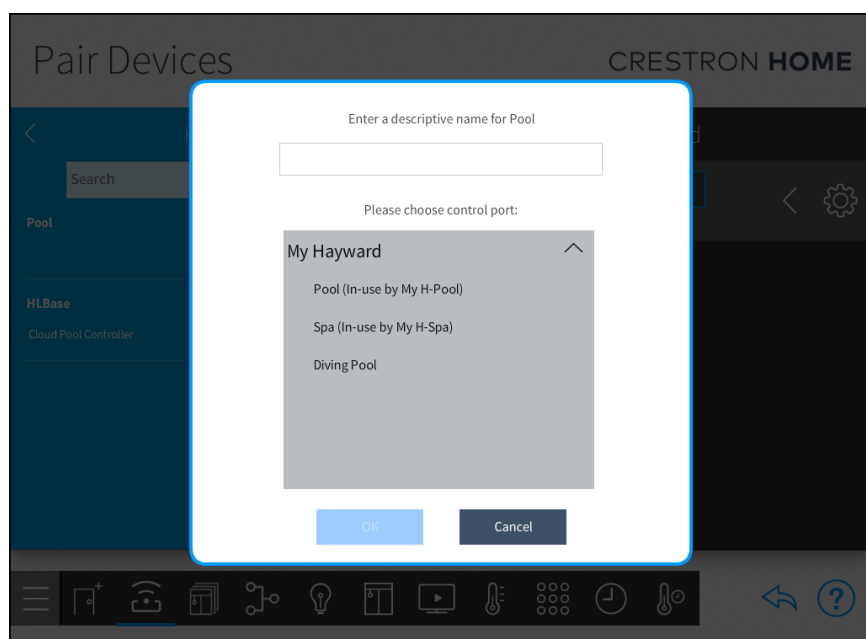 Pair Devices
CRESTRON HOME
Enter a descriptive name for Pool
Search
Please choose control port:
Pool
My Hayward
Pool (In-use by My H-Pool)
HLBase
Spa (In-use by My H-Spa)
Cloud Pool Controller
Diving Pool
OK
Cancel
?